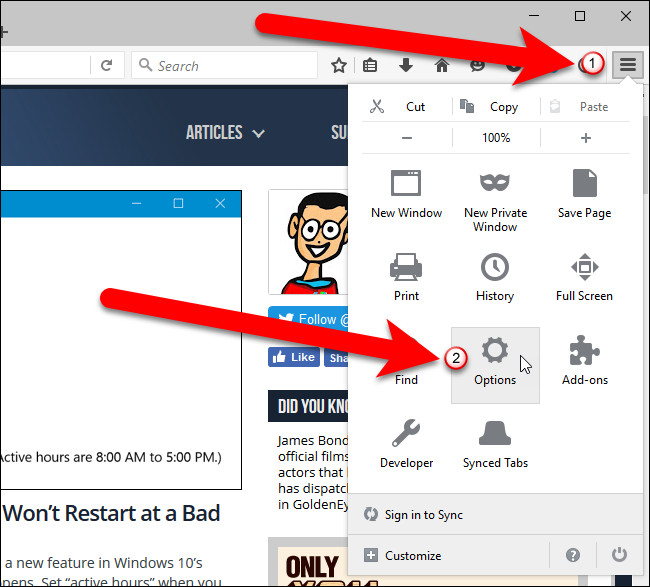 Search
1
Cut Copy Paste
100%
ARTICLES
SU
New Window
New Private
Window
Save Page
Print
History
Full Screen
Follow @
2
Like
Sha
Find
Options
Add-ons
DID YOU KNO
James Bond
official films
actors that
has dispatc
in GoldenEy
Active hours are 8:00 AM to 5:00 PM.)
Developer
Synced Tabs
Won't Restart at a Bad
Sign in to Sync
a new feature in Windows 10's
pens. Set "active hours" when you
ONLY
Customize